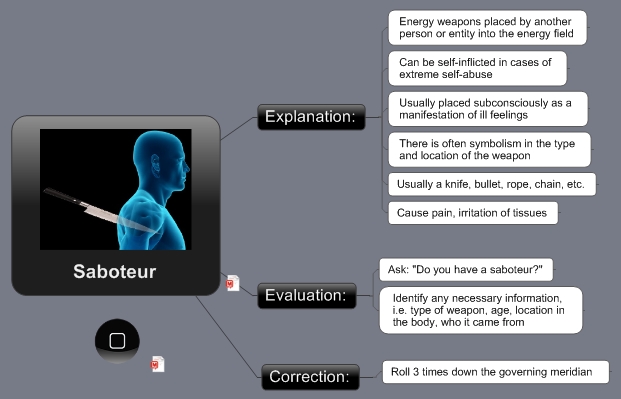 Saboteur
Explanation:
Energy weapons placed by another
person or entity into the energy field
Can be self-inflicted in cases of
extreme self-abuse
Usually placed subconsciously as a
manifestation of ill feelings
There is often symbolism in the type
and location of the weapon
Usually a knife, bullet, rope, chain, etc.
Cause pain, irritation of tissues
Evaluation:
Ask: "Do you have a saboteur?"
Identify any necessary information,
i.e. type of weapon, age, location in
the body, who it came from
Correction:
Roll 3 times down the governing meridian